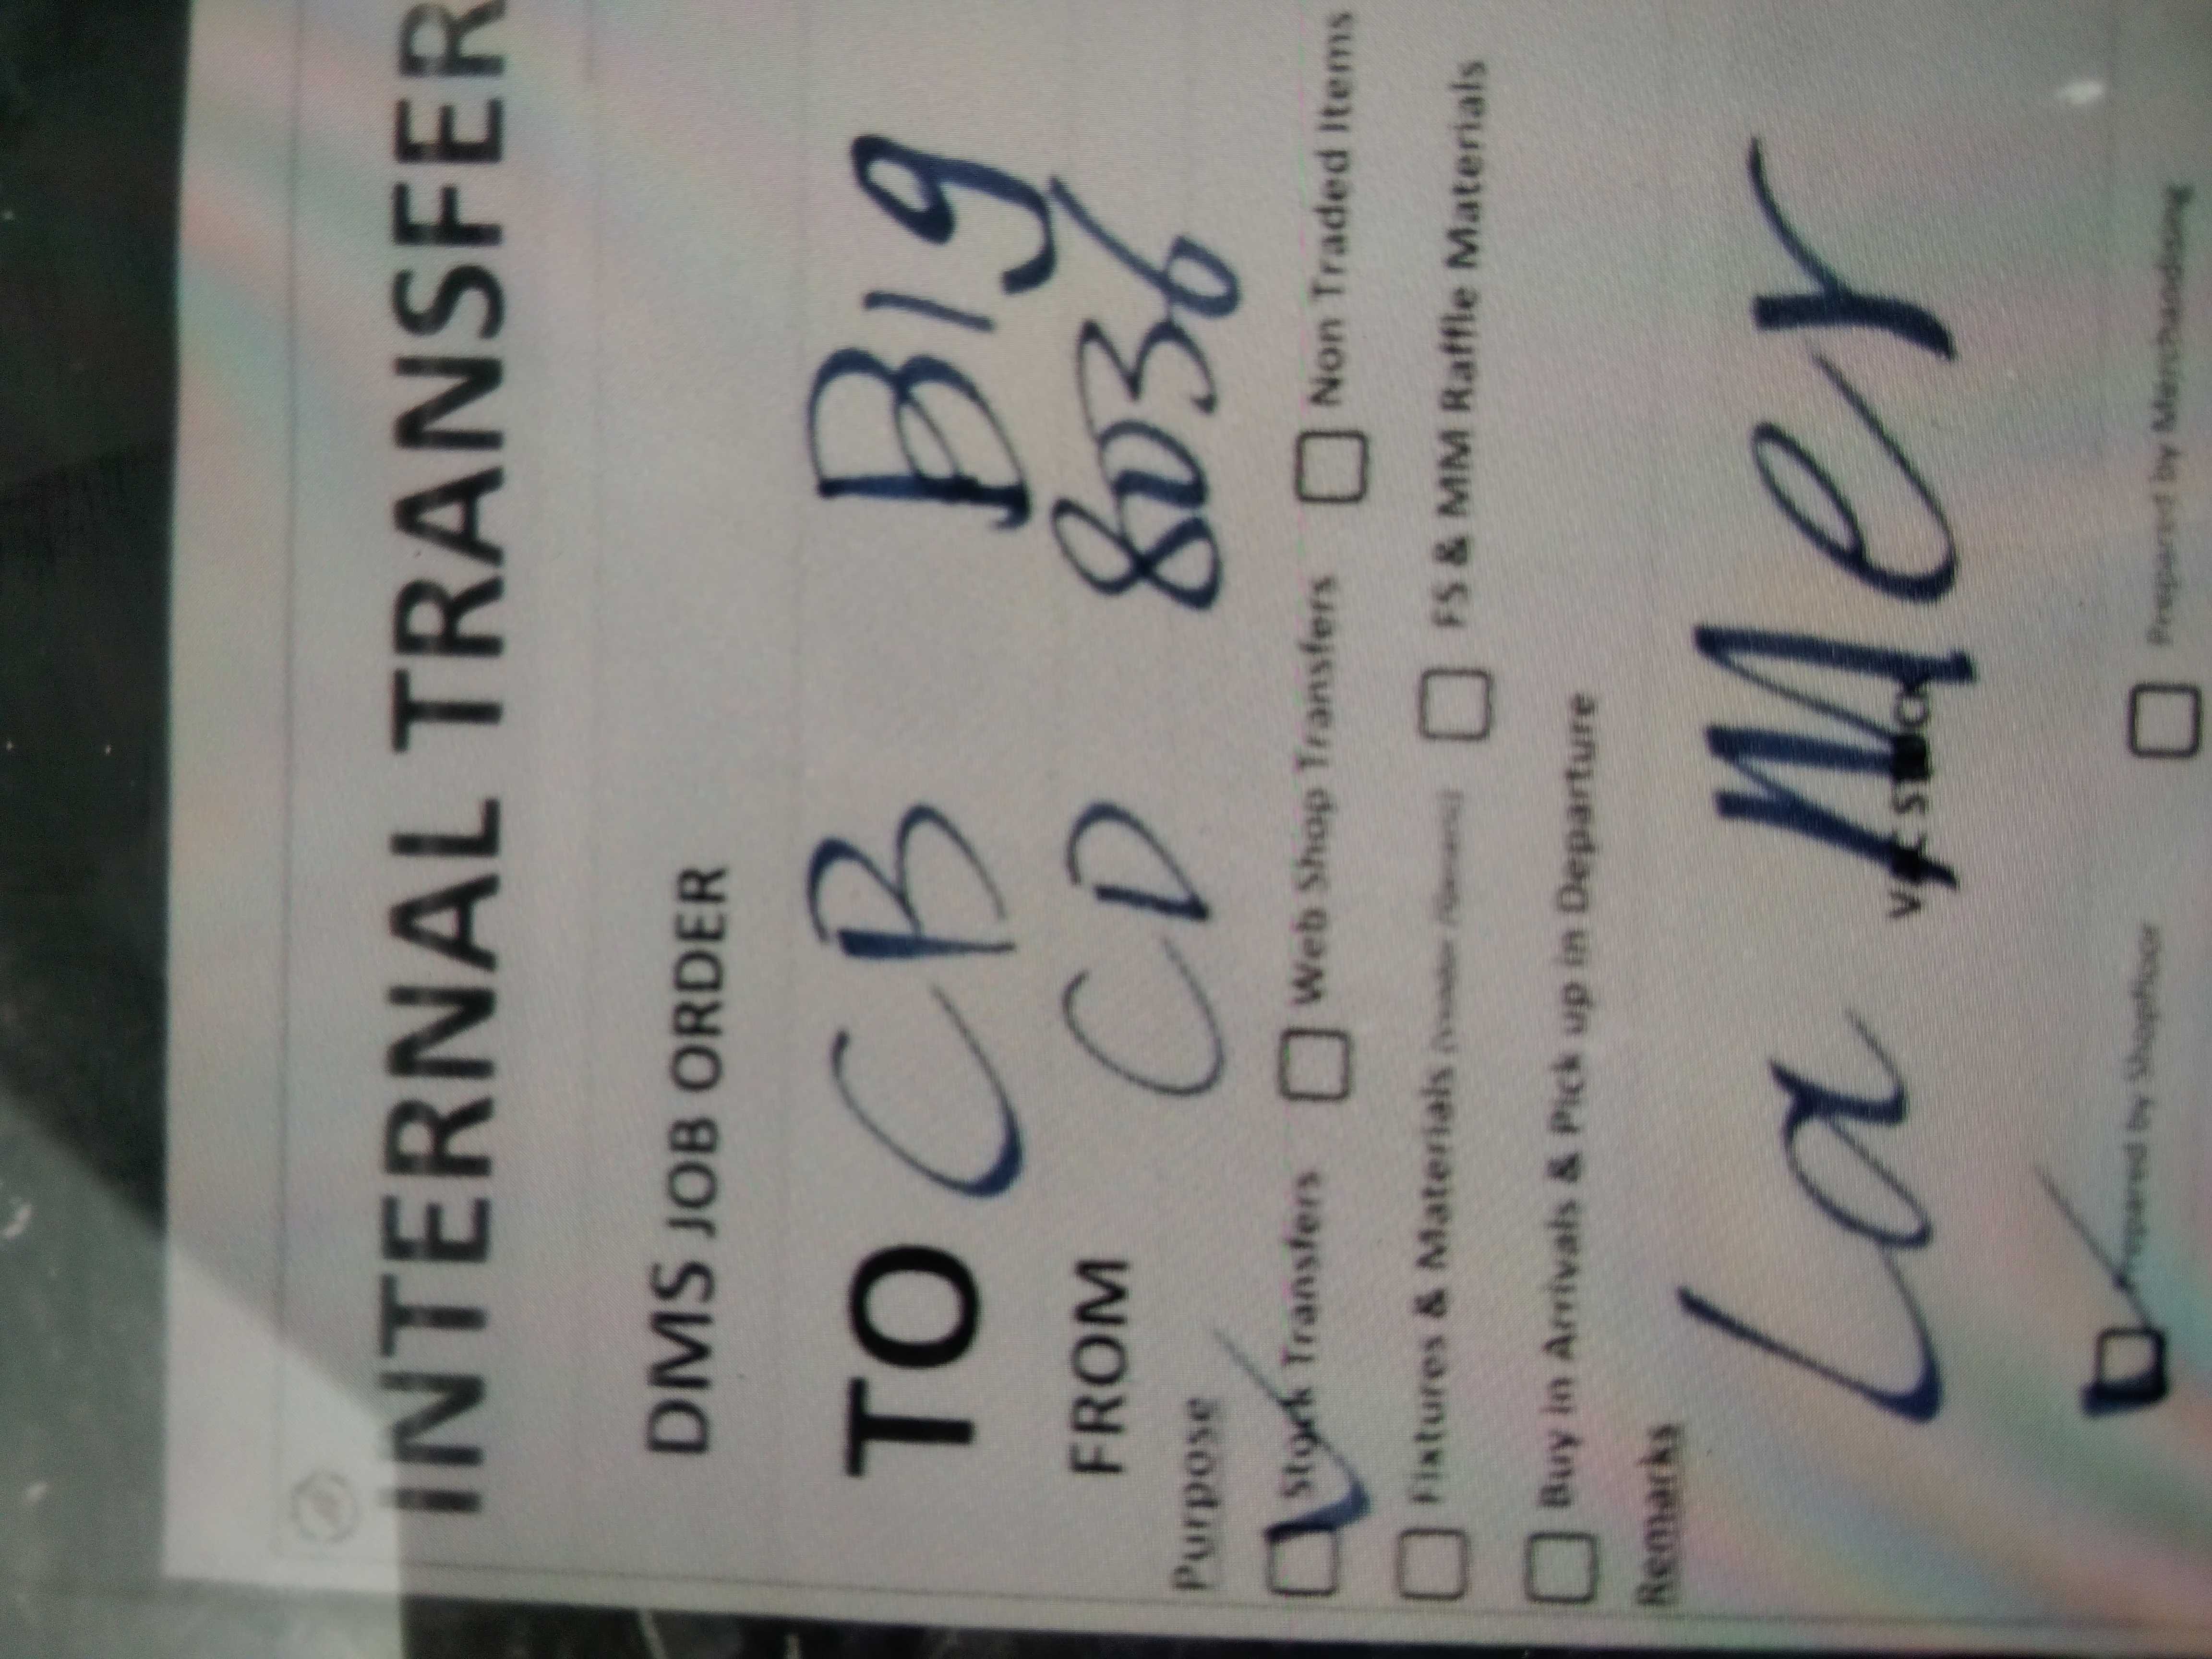 INTERNAL TRANSFER
DMS JOB ORDER
TO CB Big
FROM CD 8036
Purpose
Stock Transfers Web Shop Transfers Non Traded Items
Fixtures & Materials FS & MM Raffle Materials
Buy in Arrivals & Pick up in Departure
Remarks
La Mer
Prepared by Shopfloor Prepared by Merchandising